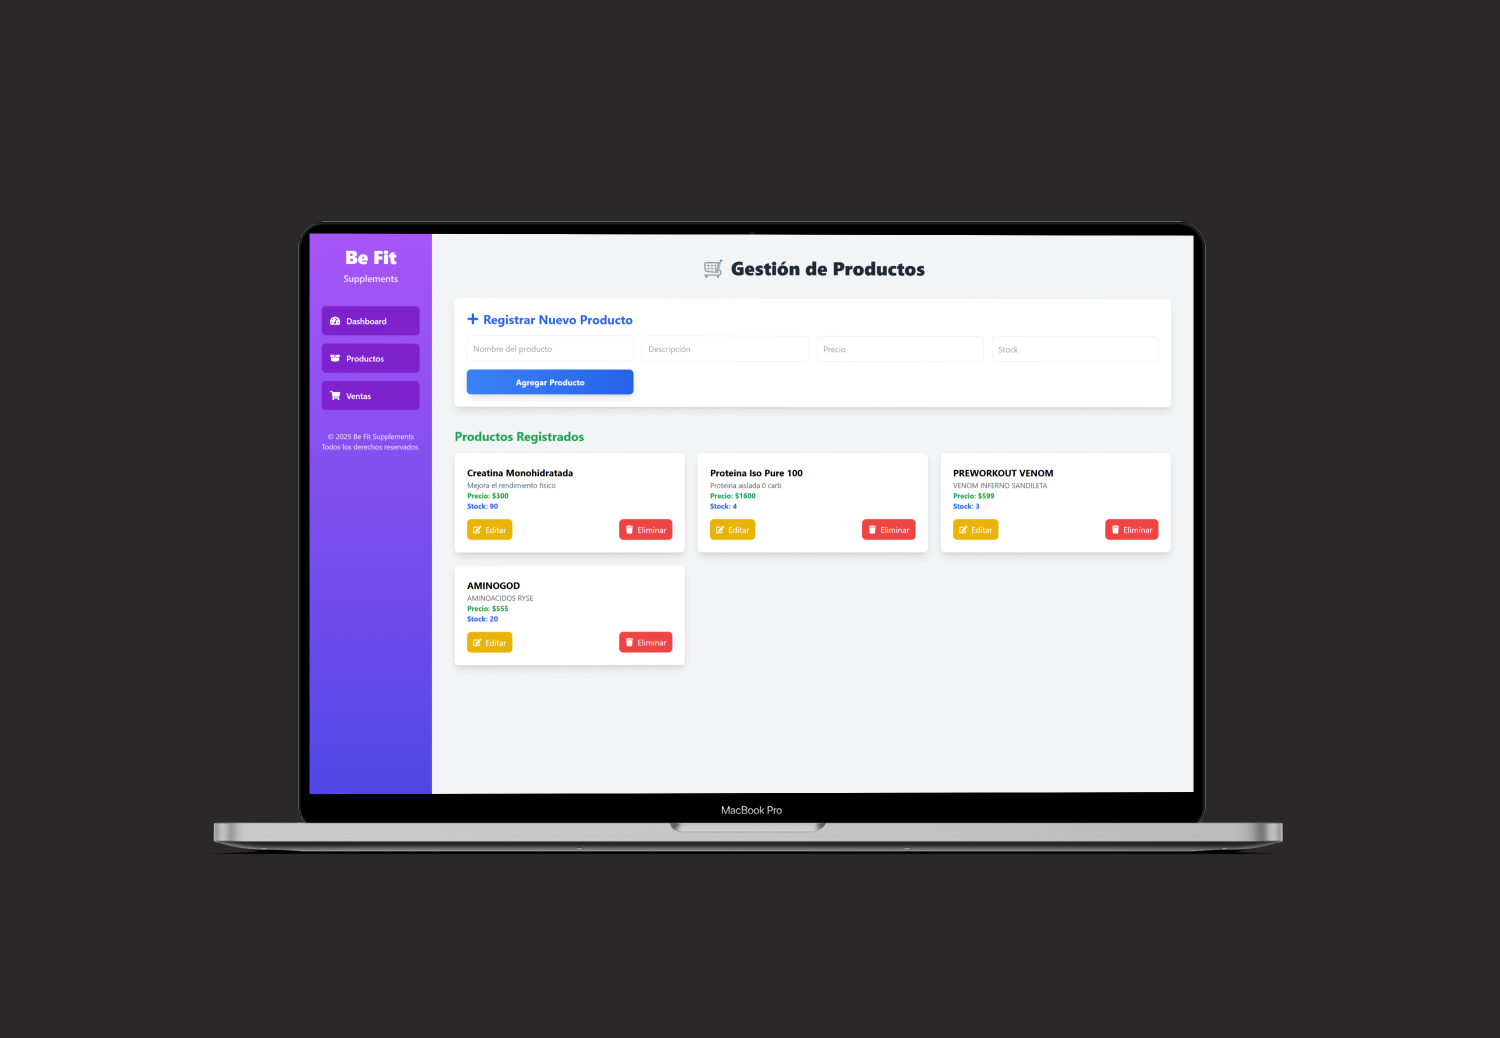 Be Fit
Supplements
Dashboard
Productos
Ventas
© 2025 Be Fit Supplements
Todos los derechos reservados.
Gestión de Productos
Registrar Nuevo Producto
Nombre del producto
Descripción
Precio
Stock
Agregar Producto
Productos Registrados
Creatina Monohidratada
Mejora el rendimiento físico
Precio: $300
Stock: 90
Editar
Eliminar
Proteina Iso Pure 100
Proteina aislada 0 carb
Precio: $1600
Stock: 4
Editar
Eliminar
PREWORKOUT VENOM
VENOM INFERNO SANDILETA
Precio: $599
Stock: 3
Editar
Eliminar
AMINOGOD
AMINOACIDOS RYSE
Precio: $555
Stock: 20
Editar
Eliminar
MacBook Pro